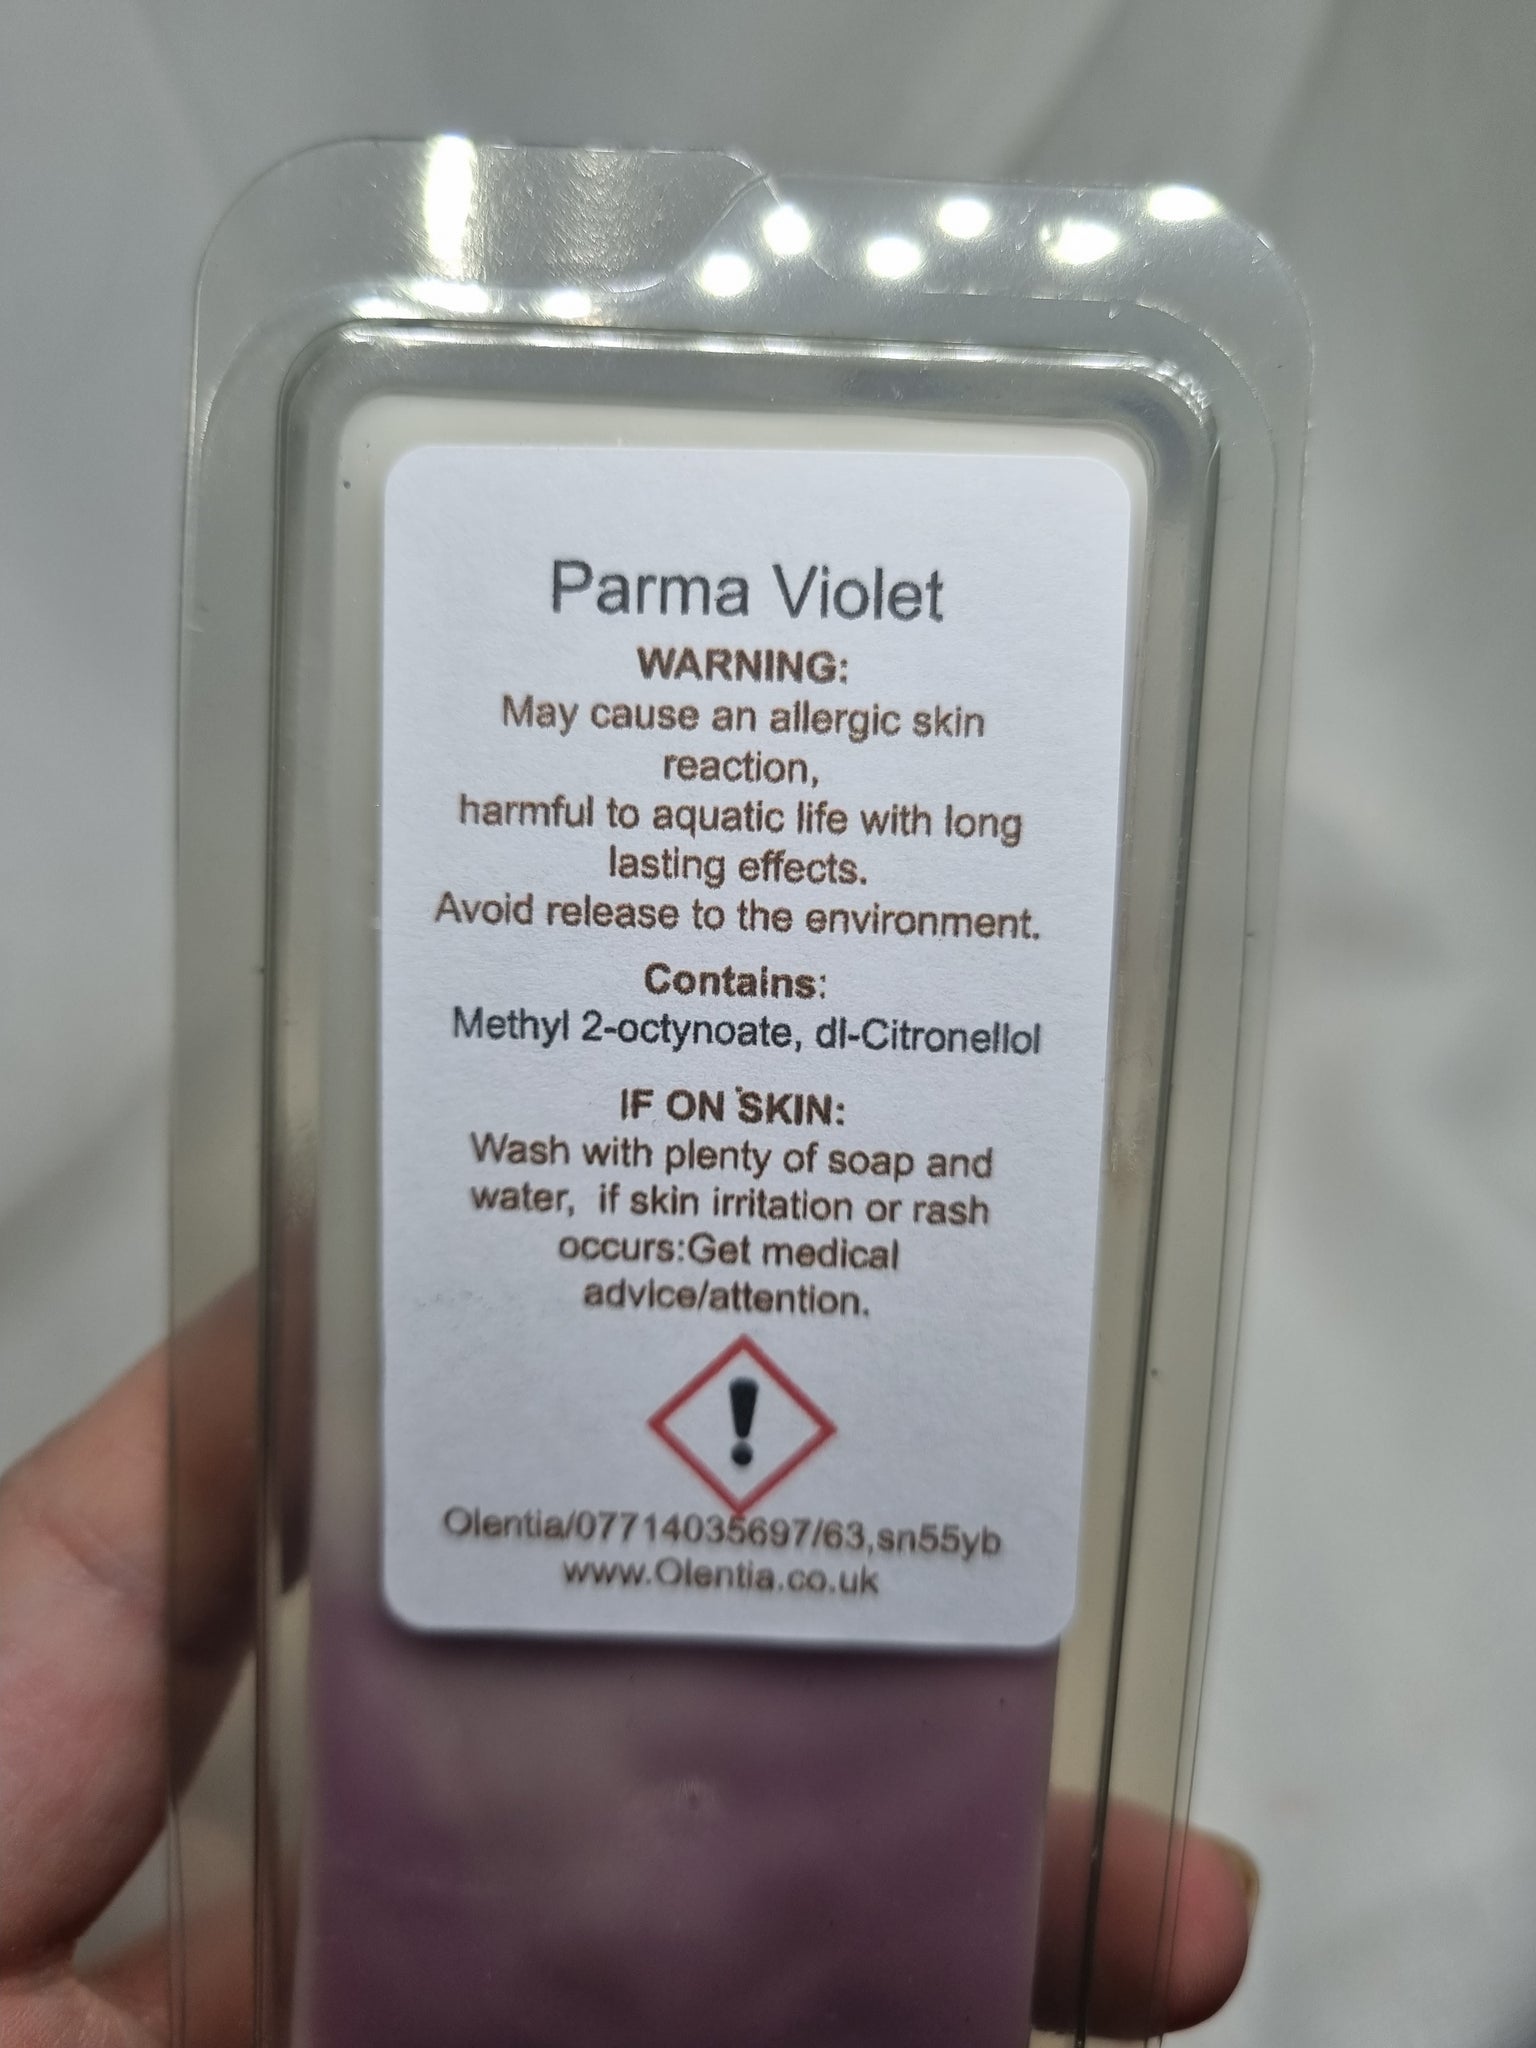 Parma Violet
WARNING:
May cause an allergic skin
reaction,
harmful to aquatic life with long
lasting effects.
Avoid release to the environment.
Contains:
Methyl 2-octynoate, dl-Citronellol
IF ON SKIN:
Wash with plenty of soap and
water,  if skin irritation or rash
occurs:Get medical
advice/attention.
Olentia/07714035697/63,sn55yb
www.Olentia.co.uk